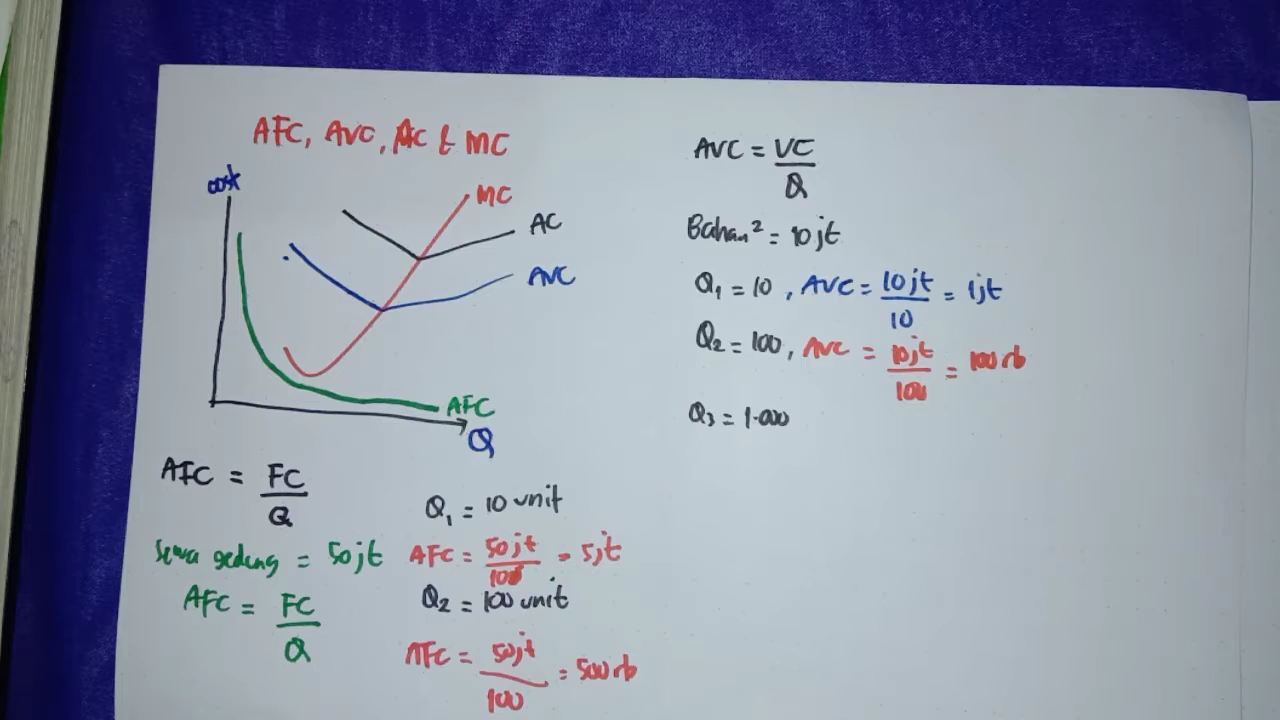 AFC, AVC, AC & MC
cost
MC
AC
AVC
AFC
Q
AFC = FC
Q
Sewa gedung = 50jt
AFC = FC
Q
Q₁ = 10 unit
AFC = 50jt = 5jt
10
Q₂ = 100 unit
AFC = 50jt = 500rb
100
AVC = VC
Q
Bahan² = 10jt
Q₁ = 10, AVC = 10jt = 1jt
10
Q₂ = 100, AVC = 10jt = 100rb
100
Q₃ = 1.000